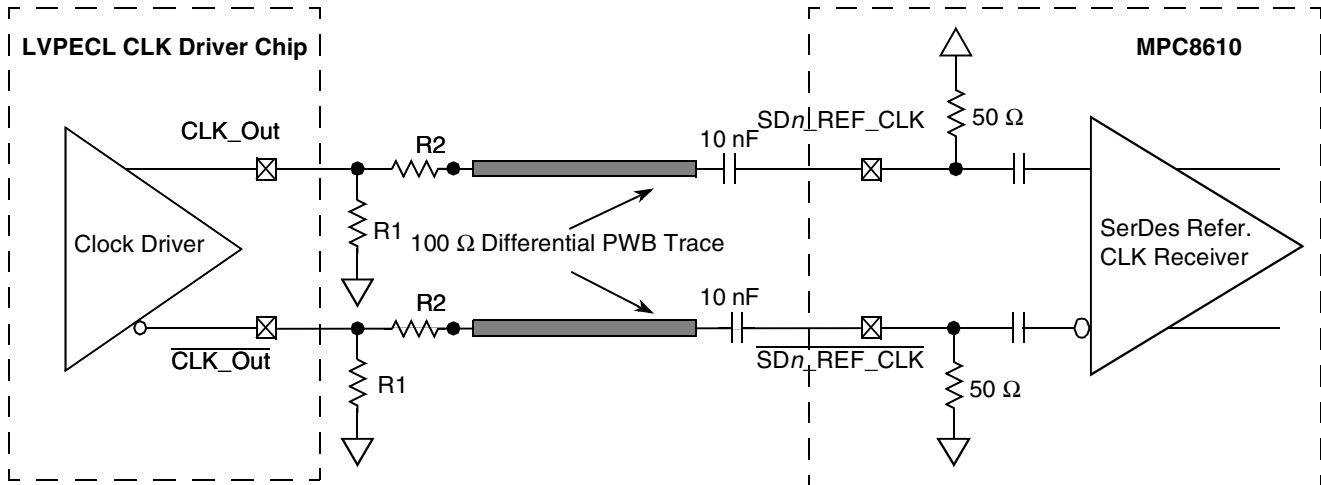 LVPECL CLK Driver Chip
MPC8610
CLK_Out
R2
10 nF
SDn_REF_CLK
50 Ω
Clock Driver
R1
100 Ω Differential PWB Trace
SerDes Refer.
CLK Receiver
R2
10 nF
CLK_Out
SDn_REF_CLK
R1
50 Ω